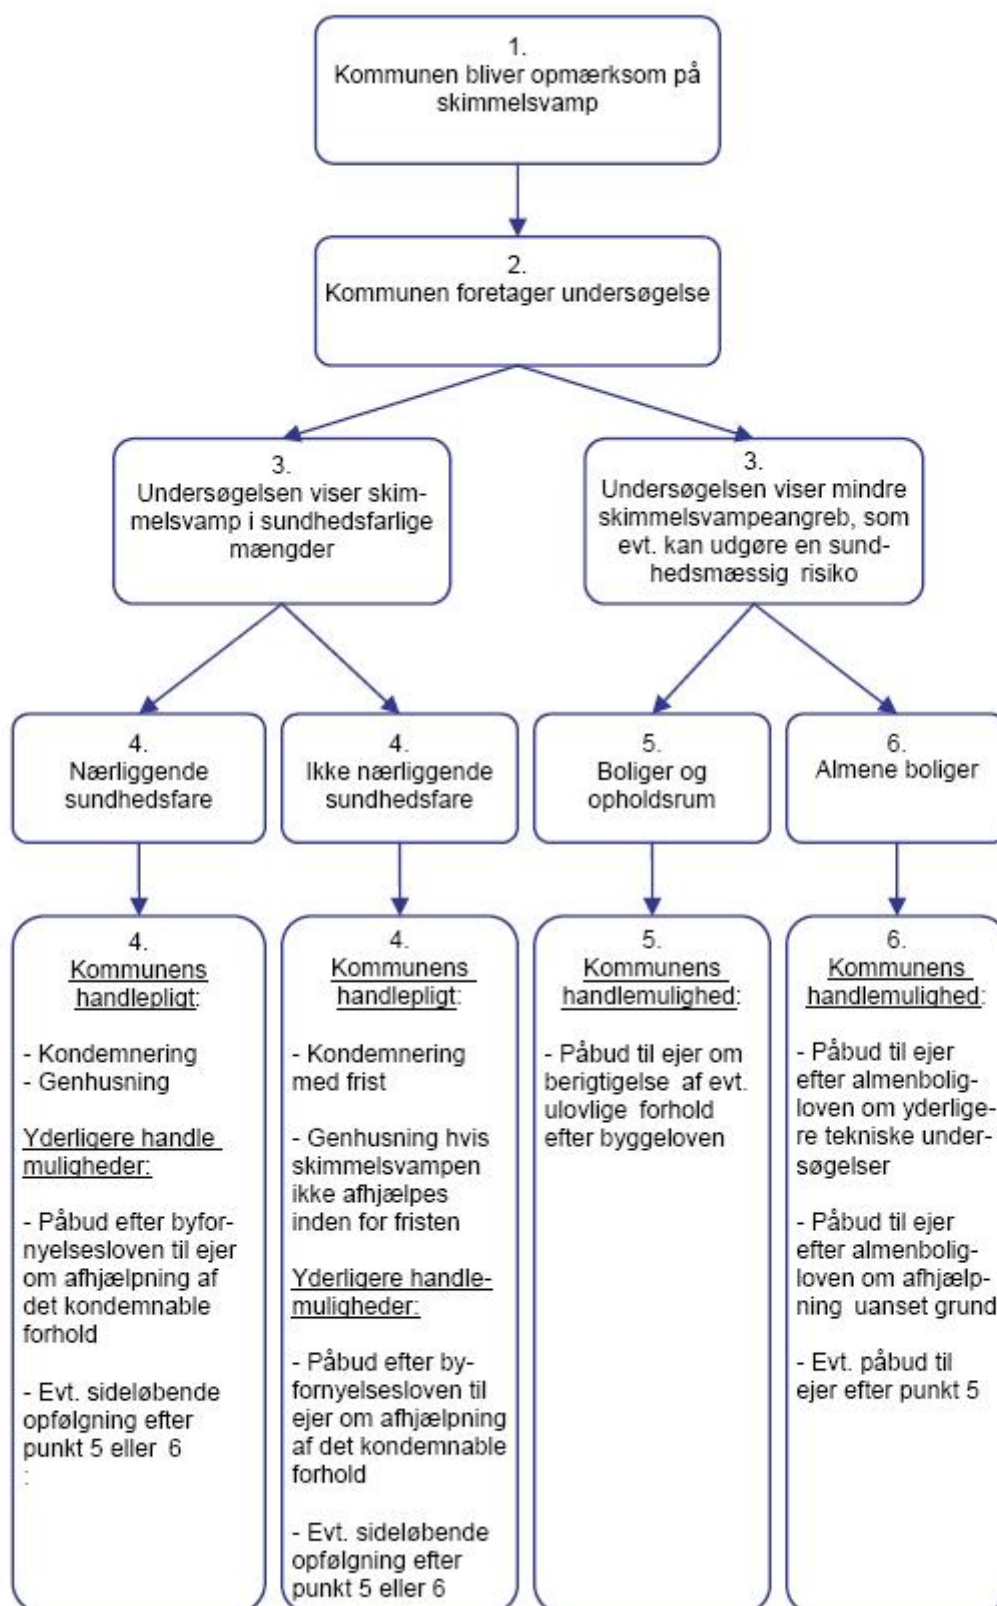 1.
Kommunen bliver opmærksom på
skimmelsvamp
2.
Kommunen foretager undersøgelse
3.
Undersøgelsen viser skim-
melsvamp i sundhedsfarlige
mængder
3.
Undersøgelsen viser mindre
skimmelsvampeangreb, som
evt. kan udgøre en sund-
hedsmæssig risiko
4.
Nærliggende
sundhedsfare
4.
Ikke nærliggende
sundhedsfare
5.
Boliger og
opholdsrum
6.
Almene boliger
4.
Kommunens
handlepligt:
- Kondemnering
- Genhusning
Yderligere handle
muligheder:
- Påbud efter byfor-
nyelsesloven til ejer
om afhjælpning af
det kondemnable
forhold
- Evt. sideløbende
opfølgning efter
punkt 5 eller 6
:
4.
Kommunens
handlepligt:
- Kondemnering
med frist
- Genhusning hvis
skimmelsvampen
ikke afhjælpes
inden for fristen
Yderligere handle-
muligheder:
- Påbud efter by-
fornyelsesloven til
ejer om afhjælpning
af det kondemnable
forhold
- Evt. sideløbende
opfølgning efter
punkt 5 eller 6
5.
Kommunens
handlemulighed:
- Påbud til ejer om
berigtigelse af evt.
ulovlige forhold
efter byggeloven
6.
Kommunens
handlemulighed:
- Påbud til ejer
efter almenbolig-
loven om yderlige-
re tekniske under-
søgelser
- Påbud til ejer
efter almenbolig-
loven om afhjælp-
ning uanset grund
- Evt. påbud til
ejer efter punkt 5